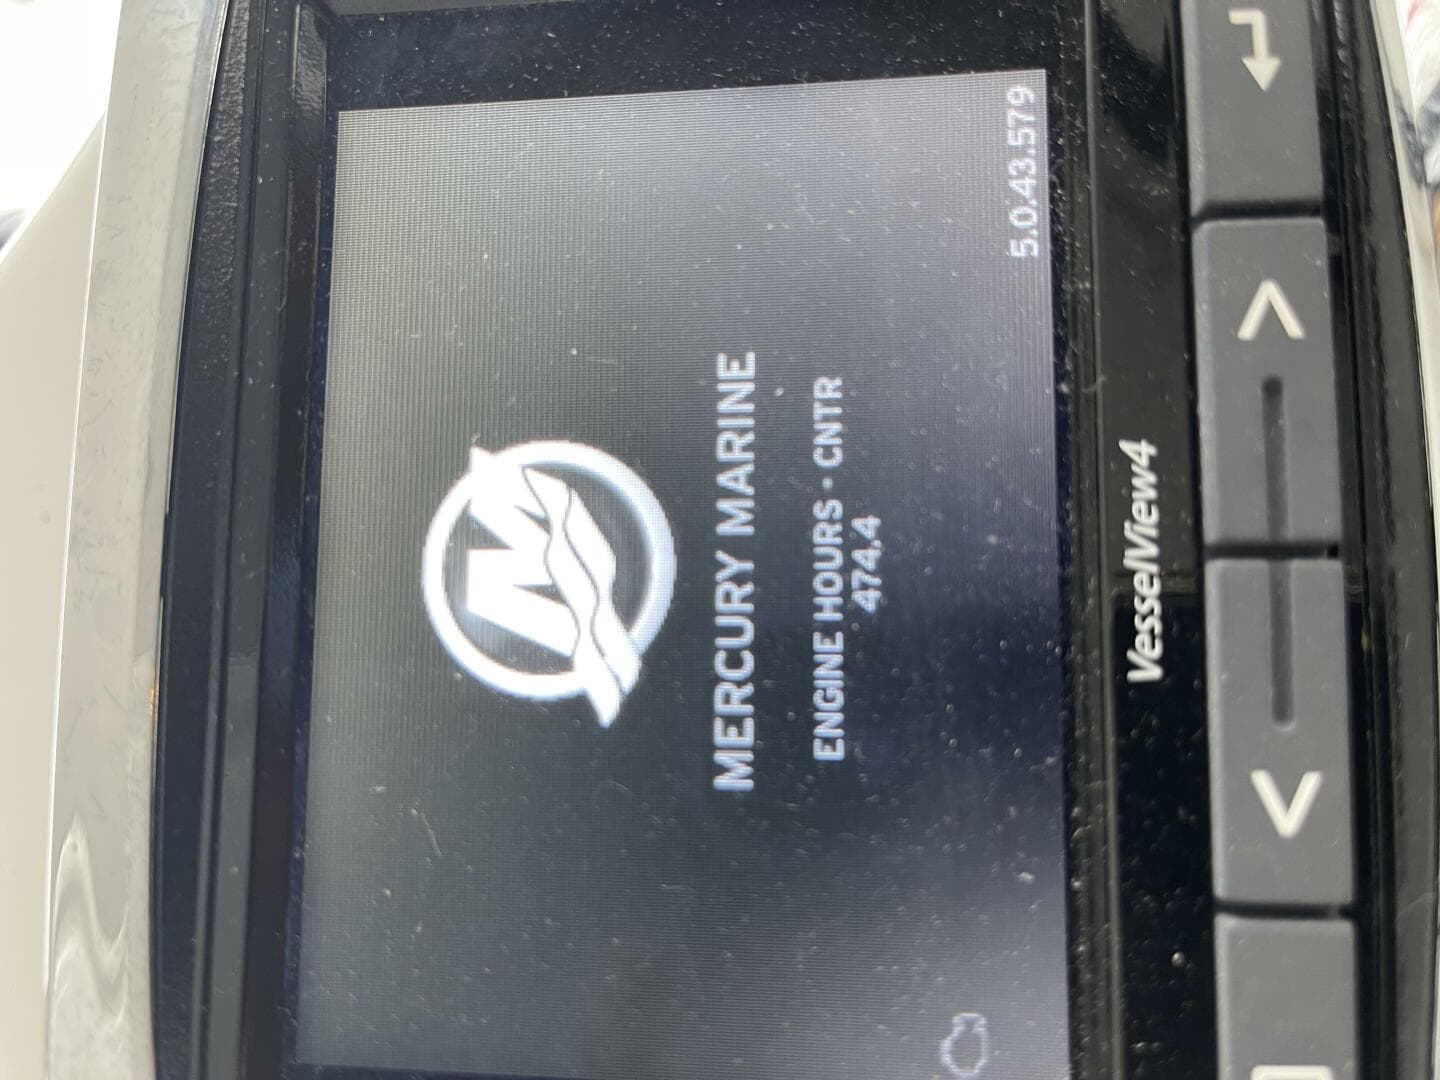 MERCURY MARINE
ENGINE HOURS - CNTR
474.4
5.0.43.579
VesselView4